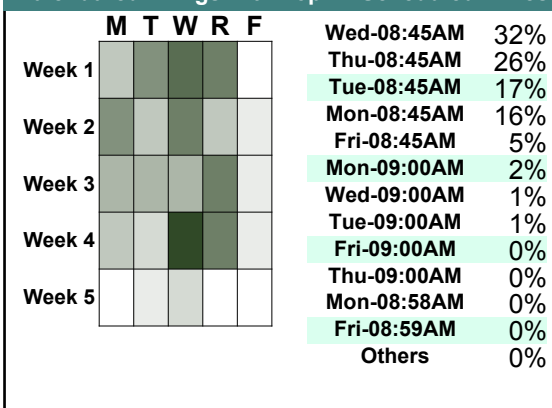 M T W R F
Week 1
Week 2
Week 3
Week 4
Week 5
Wed-08:45AM 32%
Thu-08:45AM 26%
Tue-08:45AM 17%
Mon-08:45AM 16%
Fri-08:45AM 5%
Mon-09:00AM 2%
Wed-09:00AM 1%
Tue-09:00AM 1%
Fri-09:00AM 0%
Thu-09:00AM 0%
Mon-08:58AM 0%
Fri-08:59AM 0%
Others 0%